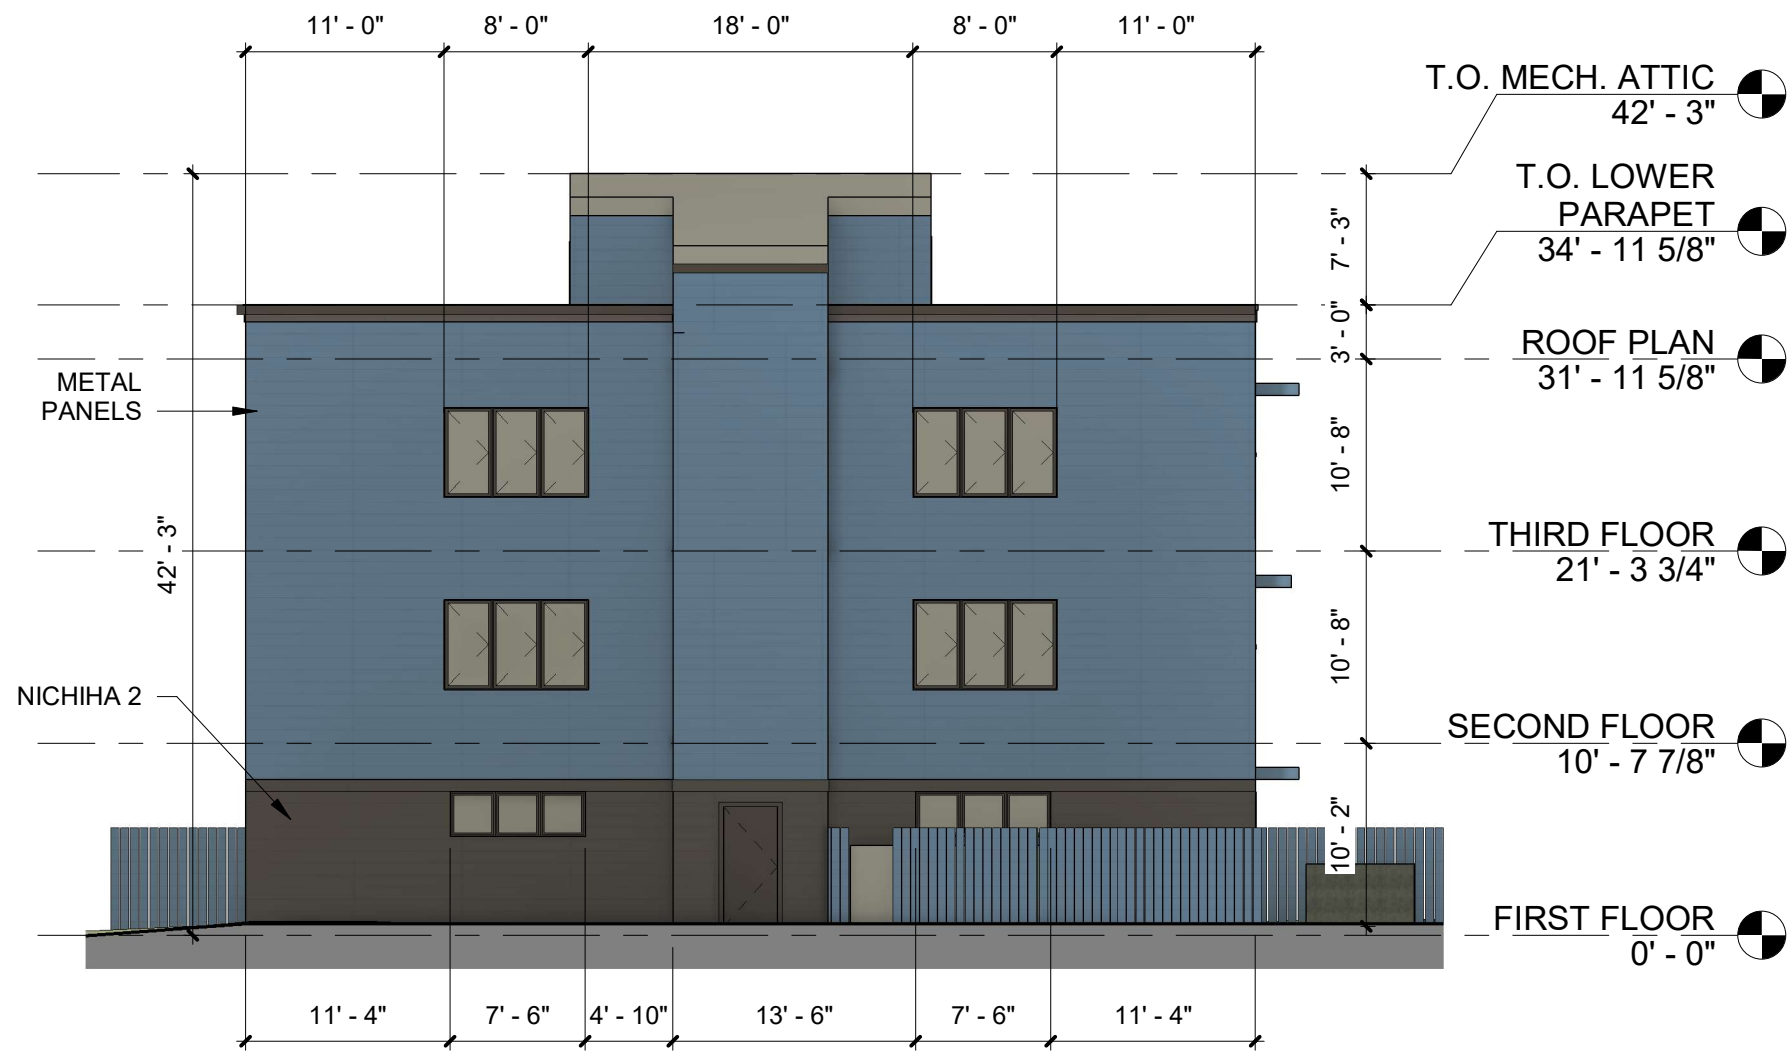 11' - 0" 8' - 0" 18' - 0" 8' - 0" 11' - 0"
T.O. MECH. ATTIC
42' - 3"
T.O. LOWER
PARAPET
34' - 11 5/8"
ROOF PLAN
31' - 11 5/8"
THIRD FLOOR
21' - 3 3/4"
SECOND FLOOR
10' - 7 7/8"
FIRST FLOOR
0' - 0"
7' - 3"
3' - 0"
10' - 8"
10' - 8"
10' - 2"
METAL
PANELS
42' - 3"
NICHIHA 2
11' - 4" 7' - 6" 4' - 10" 13' - 6" 7' - 6" 11' - 4"